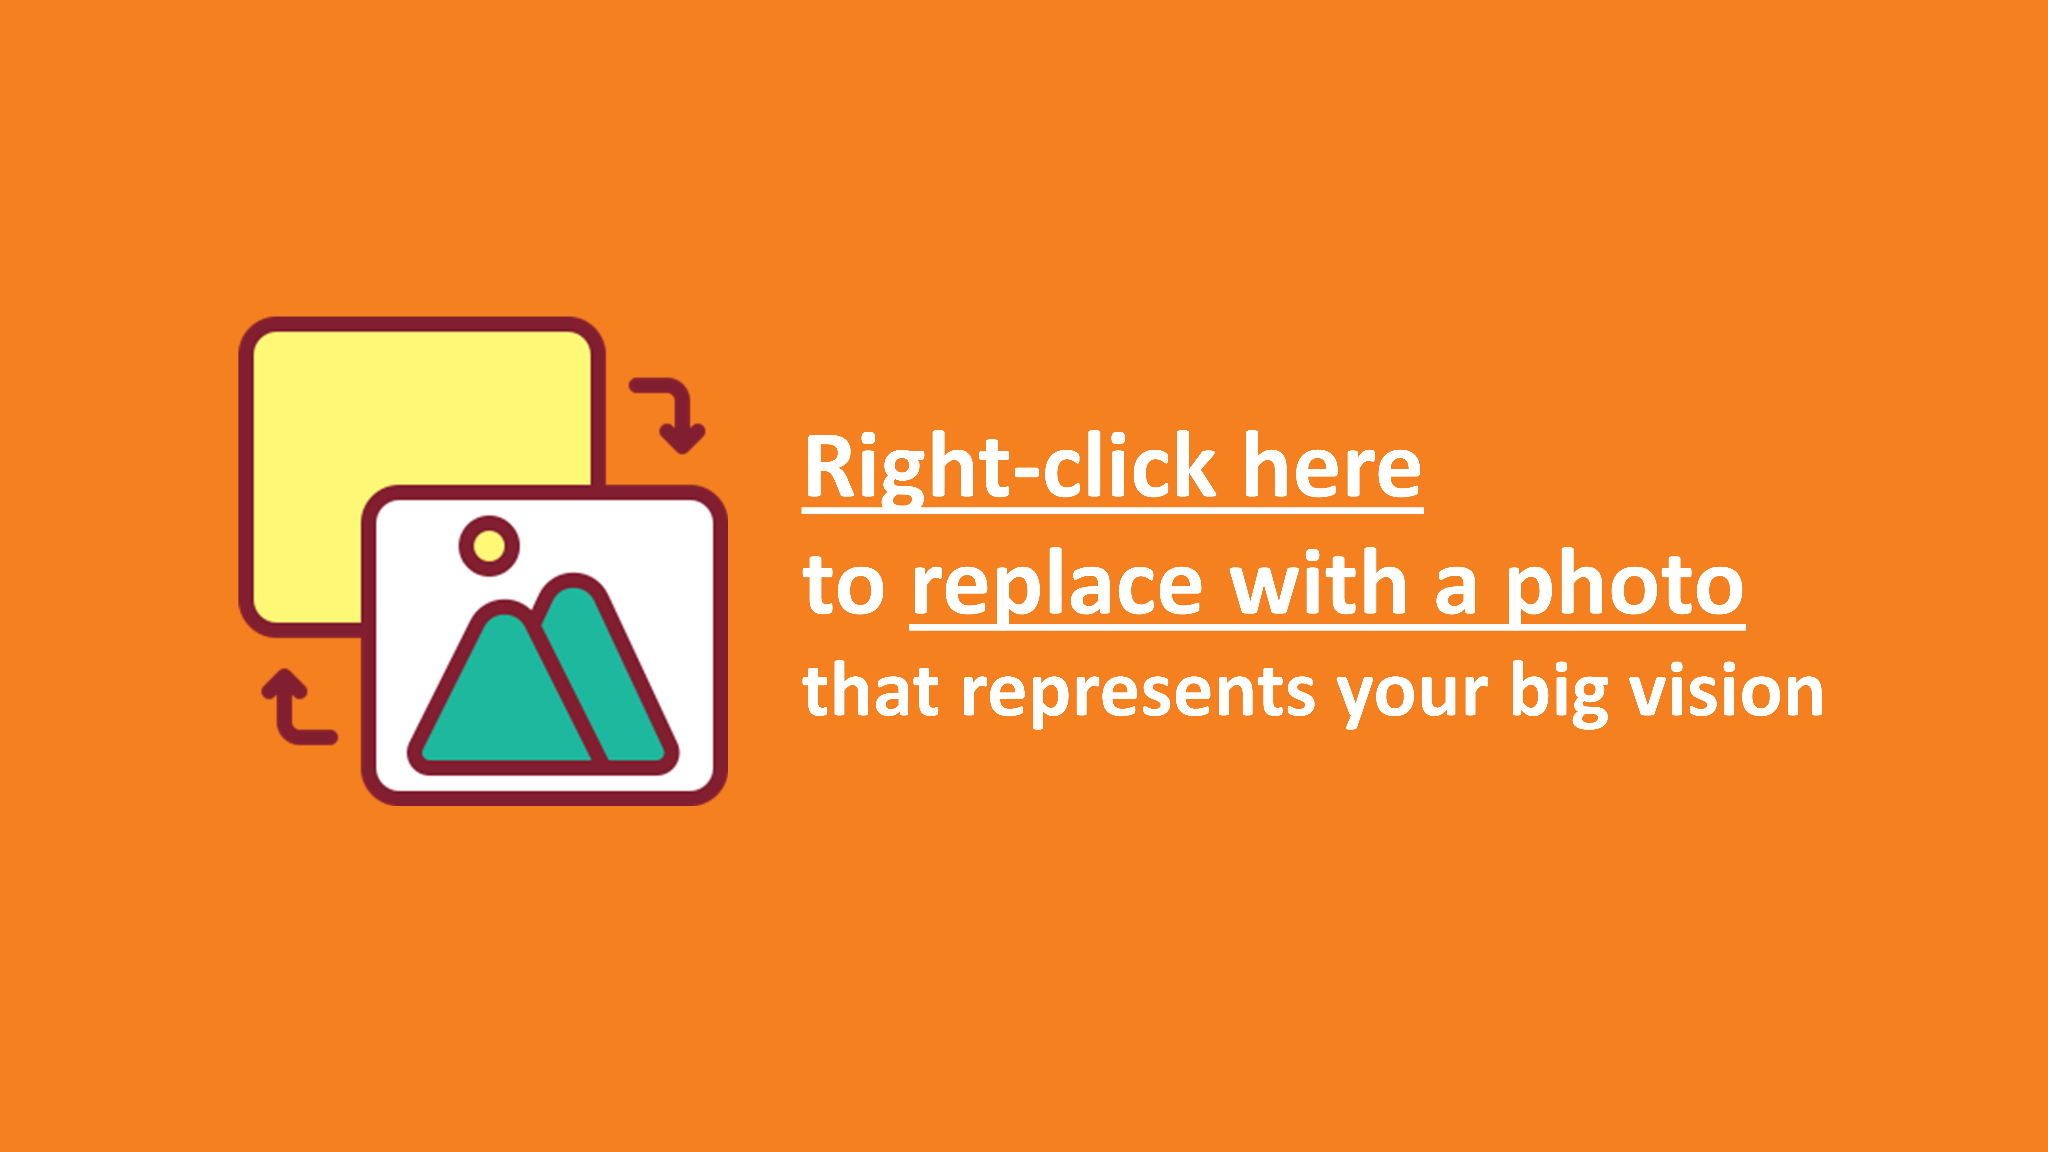 Right-click here
to replace with a photo
that represents your big vision